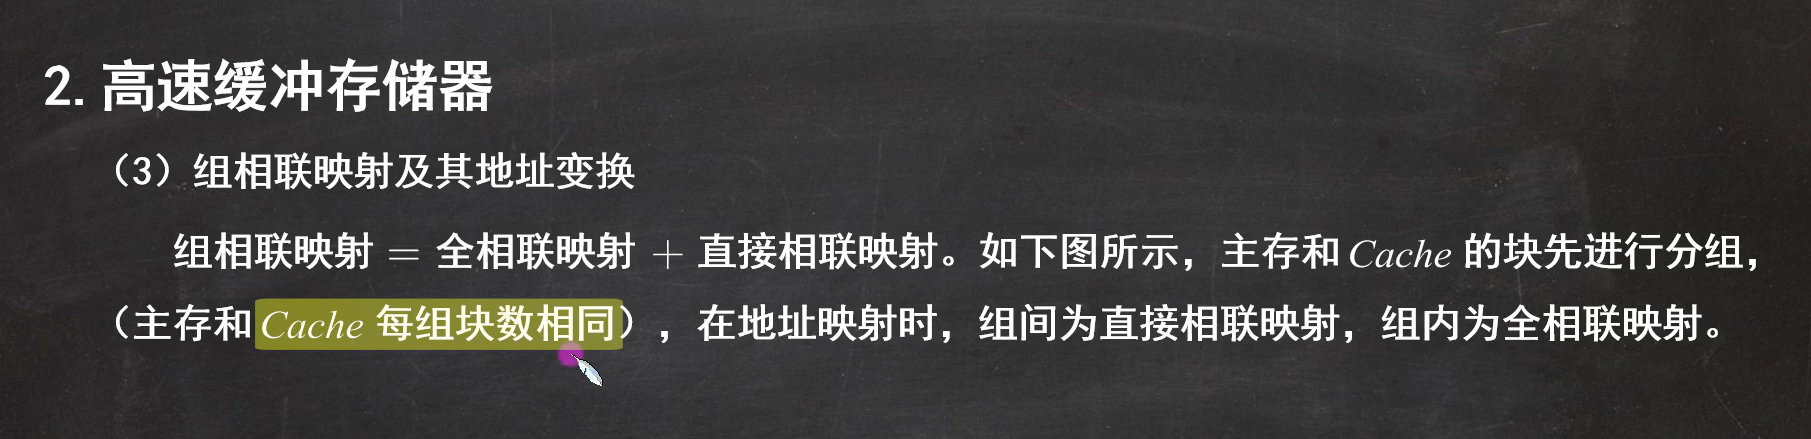 2. 高速缓冲存储器
（3）组相联映射及其地址变换
组相联映射 = 全相联映射 + 直接相联映射。如下图所示，主存和 Cache 的块先进行分组，
（主存和 Cache 每组块数相同），在地址映射时，组间为直接相联映射，组内为全相联映射。